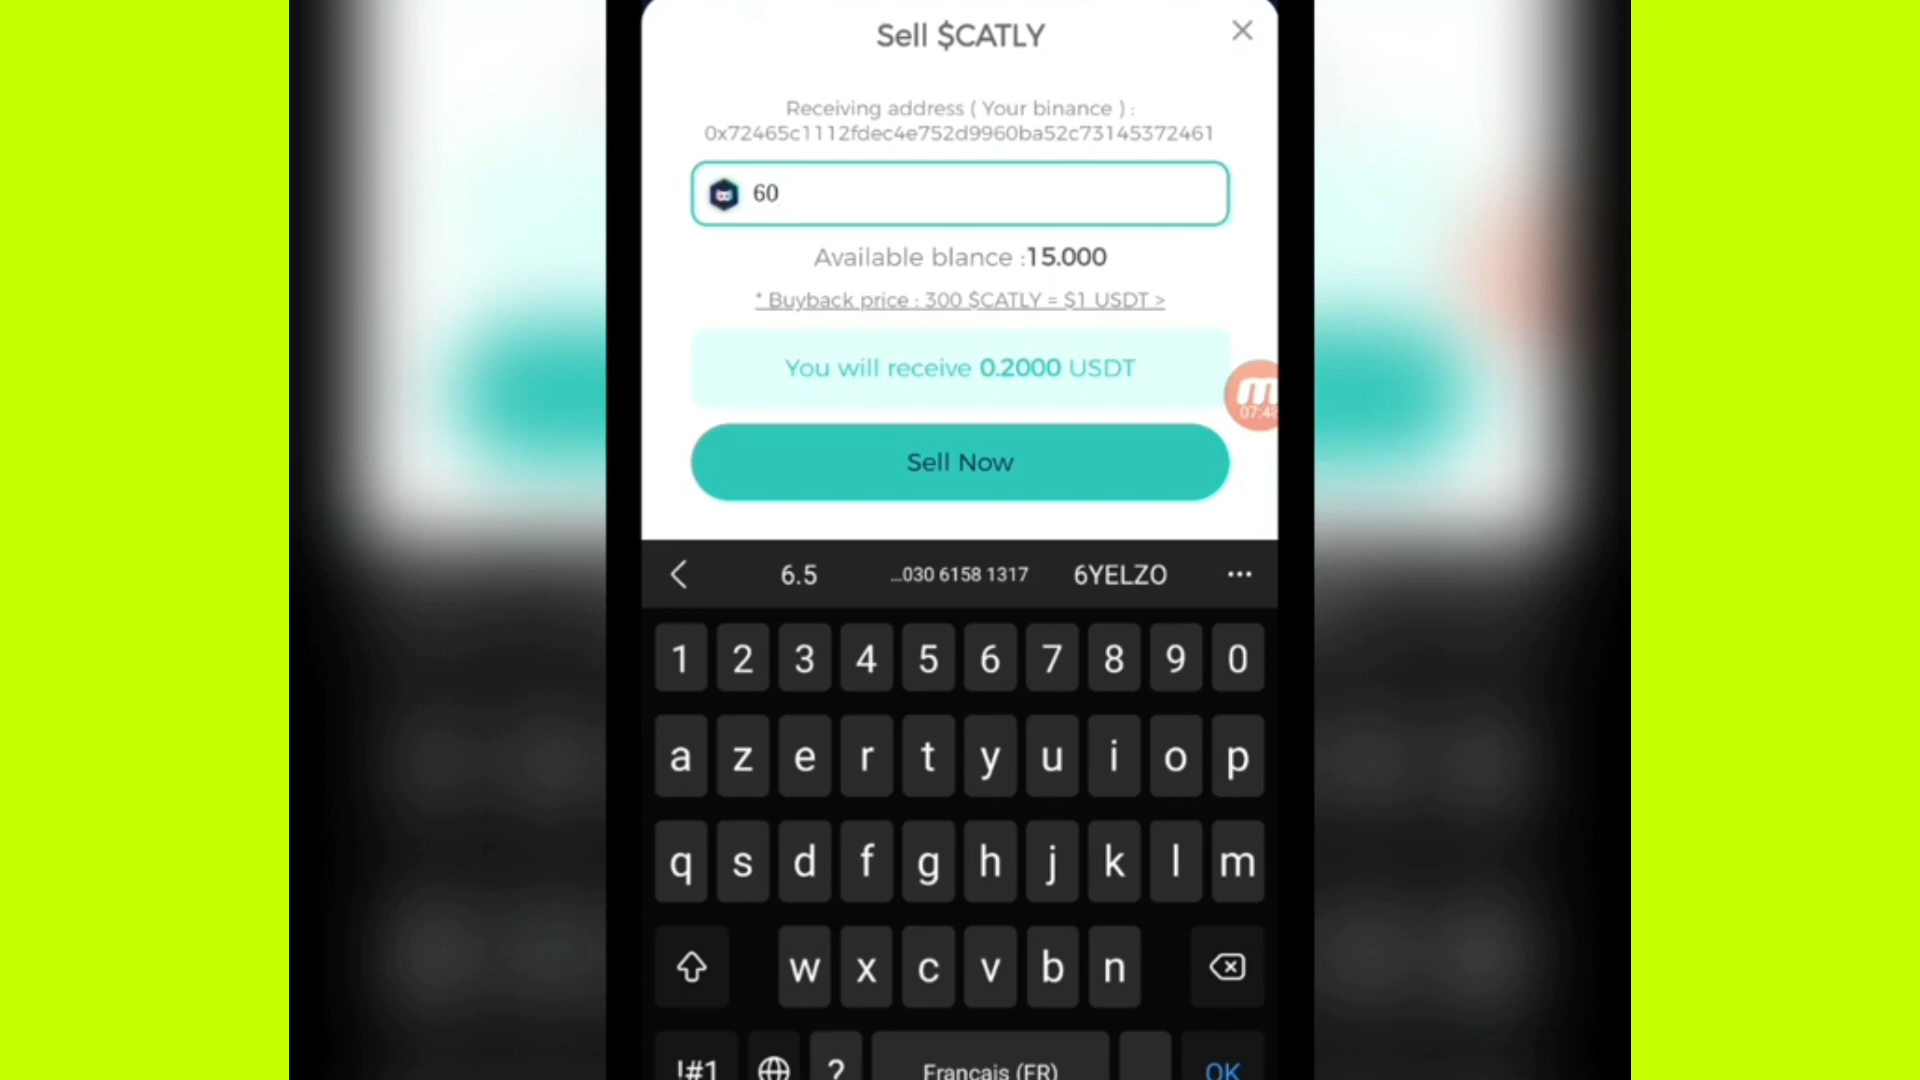 Sell $CATLY
Receiving address ( Your binance ) :
0x72465c1112fdec4e752d9960ba52c73145372461
60
Available blance :15.000
* Buyback price : 300 $CATLY = $1 USDT >
You will receive 0.2000 USDT
m
07:48
Sell Now
6.5 ...030 6158 1317 6YELZO ...
1 2 3 4 5 6 7 8 9 0
a z e r t y u i o p
q s d f g h j k l m
w x c v b n
!#1 ? Français (FR) OK